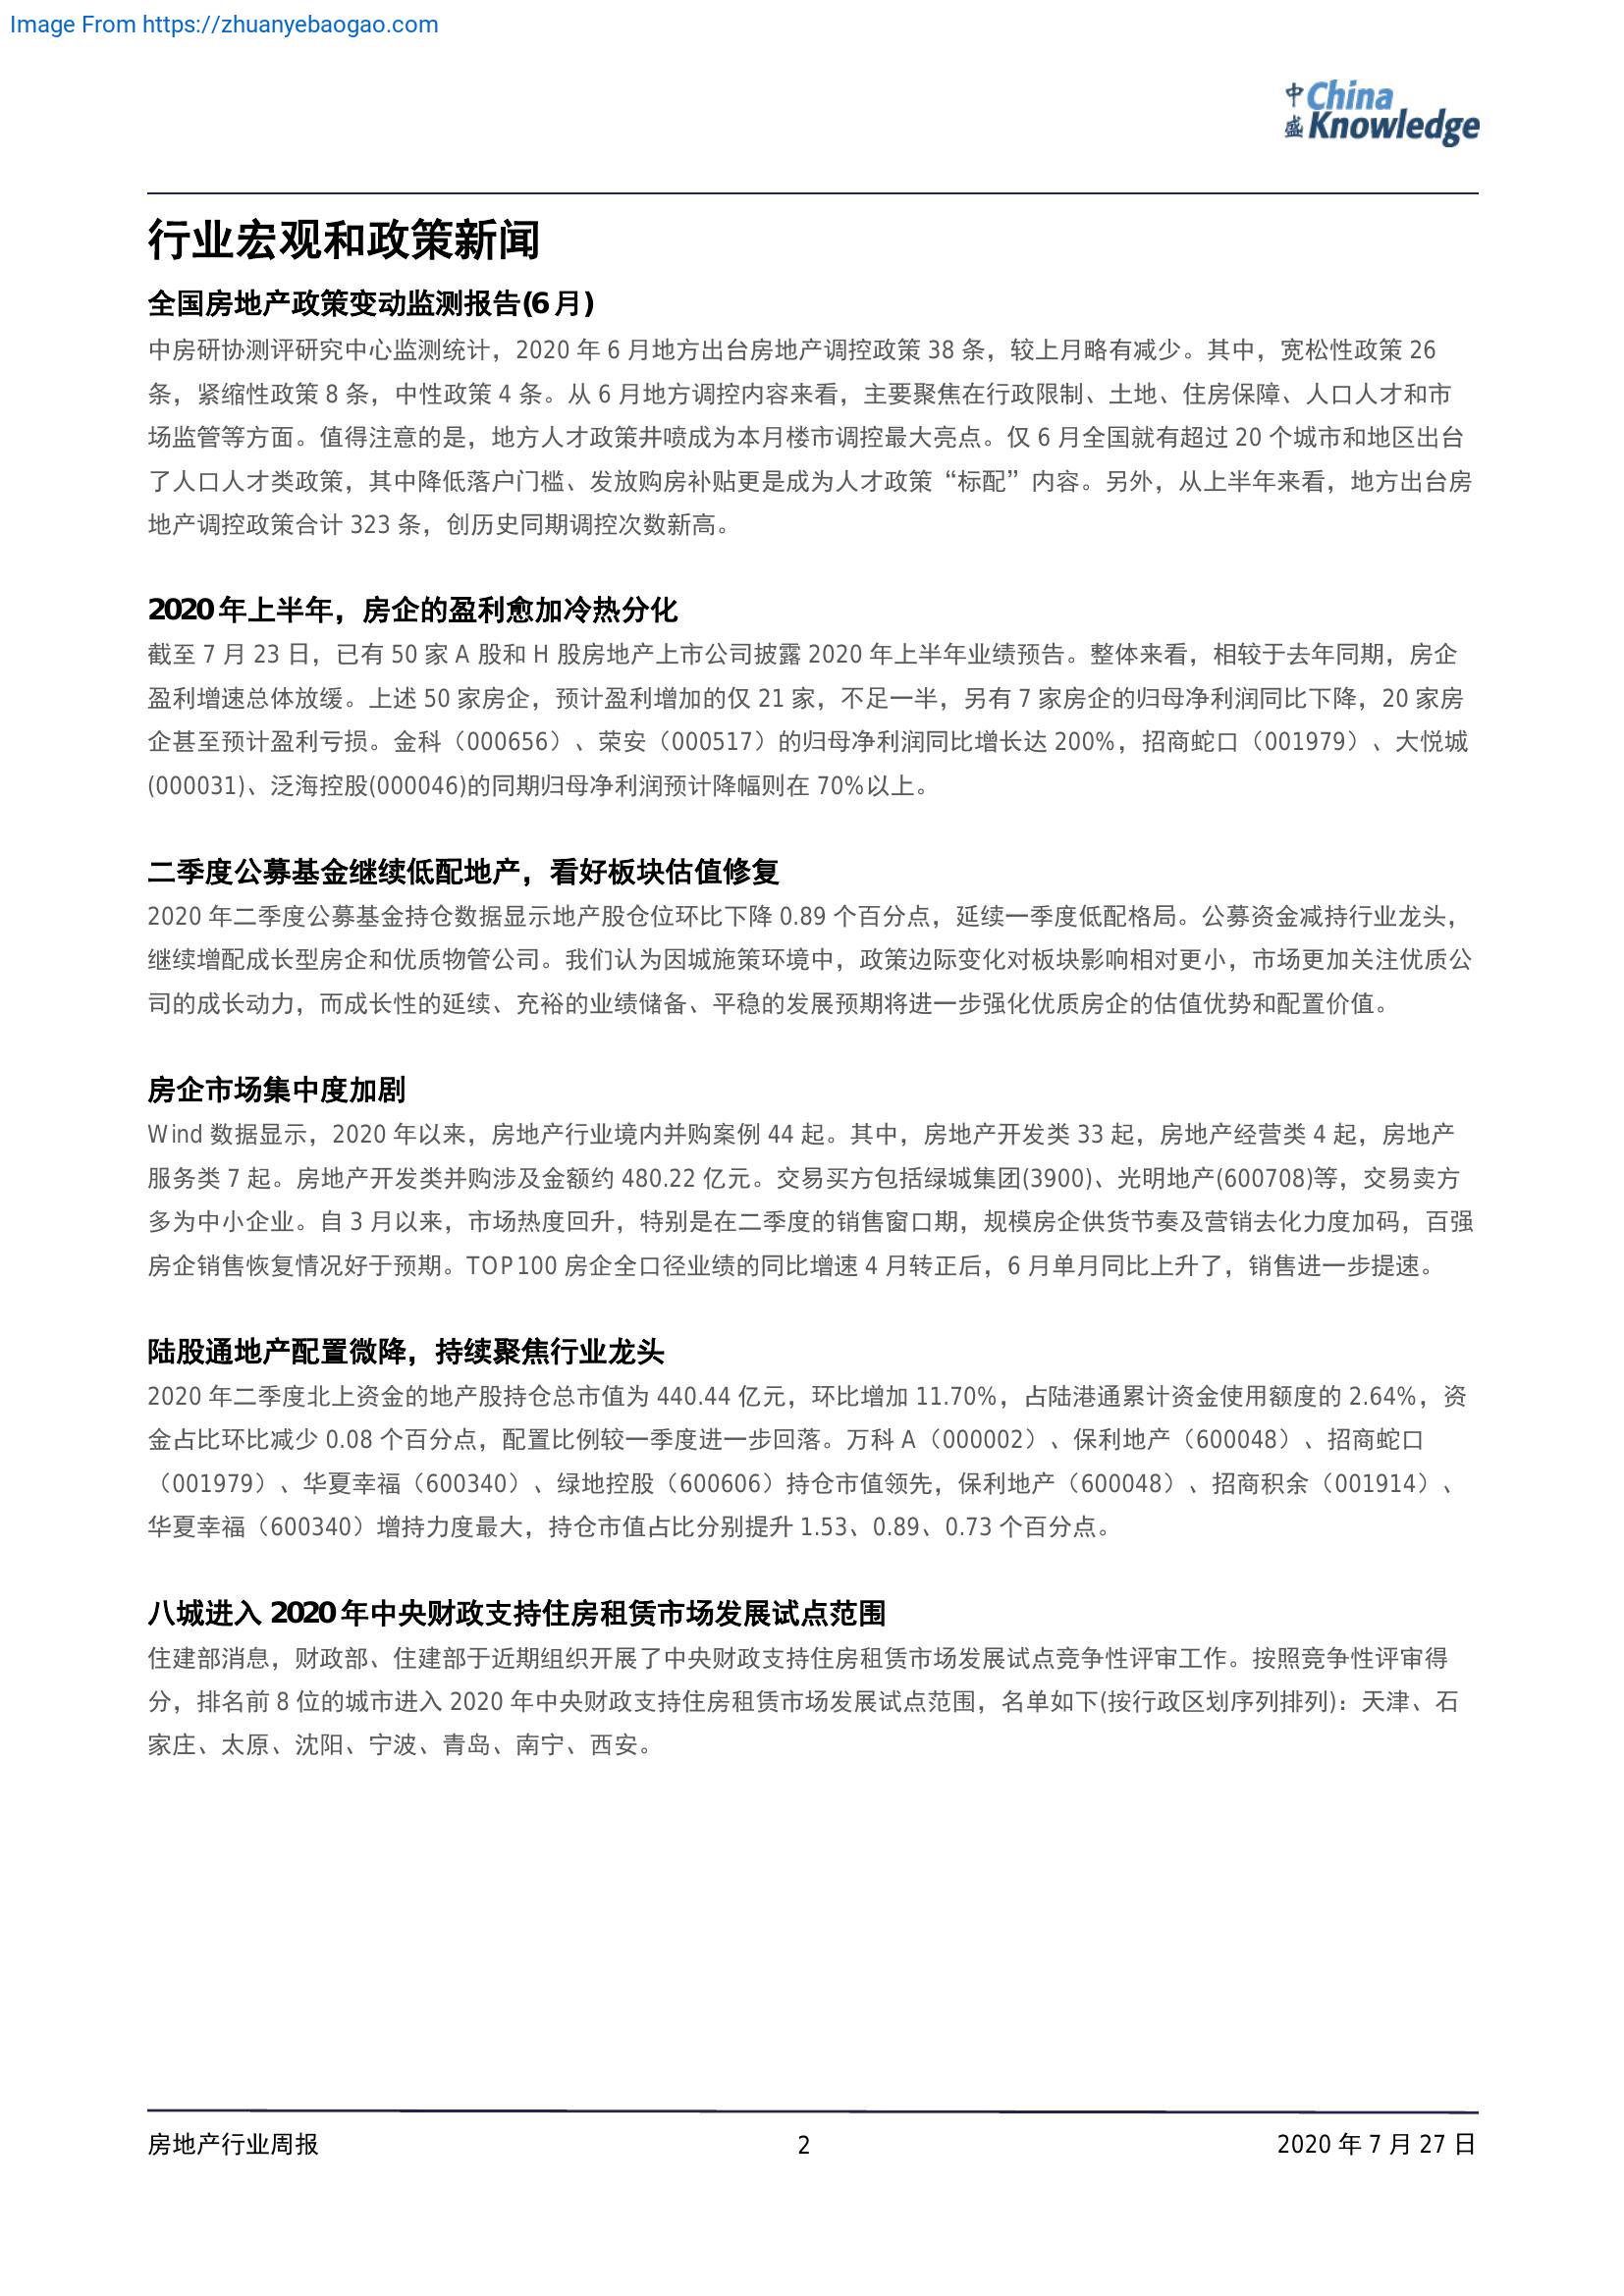 Image From https://zhuanyebaogao.com
中 China
盛 Knowledge
行业宏观和政策新闻
全国房地产政策变动监测报告(6月)
中房研协测评研究中心监测统计，2020 年 6 月地方出台房地产调控政策 38 条，较上月略有减少。其中，宽松性政策 26
条，紧缩性政策 8 条，中性政策 4 条。从 6 月地方调控内容来看，主要聚焦在行政限制、土地、住房保障、人口人才和市
场监管等方面。值得注意的是，地方人才政策井喷成为本月楼市调控最大亮点。仅 6 月全国就有超过 20 个城市和地区出台
了人口人才类政策，其中降低落户门槛、发放购房补贴更是成为人才政策“标配”内容。另外，从上半年来看，地方出台房
地产调控政策合计 323 条，创历史同期调控次数新高。
2020年上半年，房企的盈利愈加冷热分化
截至 7 月 23 日，已有 50 家 A 股和 H 股房地产上市公司披露 2020 年上半年业绩预告。整体来看，相较于去年同期，房企
盈利增速总体放缓。上述 50 家房企，预计盈利增加的仅 21 家，不足一半，另有 7 家房企的归母净利润同比下降，20 家房
企甚至预计盈利亏损。金科（000656）、荣安（000517）的归母净利润同比增长达 200%，招商蛇口（001979）、大悦城
(000031)、泛海控股(000046)的同期归母净利润预计降幅则在 70%以上。
二季度公募基金继续低配地产，看好板块估值修复
2020 年二季度公募基金持仓数据显示地产股仓位环比下降 0.89 个百分点，延续一季度低配格局。公募资金减持行业龙头，
继续增配成长型房企和优质物管公司。我们认为因城施策环境中，政策边际变化对板块影响相对更小，市场更加关注优质公
司的成长动力，而成长性的延续、充裕的业绩储备、平稳的发展预期将进一步强化优质房企的估值优势和配置价值。
房企市场集中度加剧
Wind 数据显示，2020 年以来，房地产行业境内并购案例 44 起。其中，房地产开发类 33 起，房地产经营类 4 起，房地产
服务类 7 起。房地产开发类并购涉及金额约 480.22 亿元。交易买方包括绿城集团(3900)、光明地产(600708)等，交易卖方
多为中小企业。自 3 月以来，市场热度回升，特别是在二季度的销售窗口期，规模房企供货节奏及营销去化力度加码，百强
房企销售恢复情况好于预期。TOP100 房企全口径业绩的同比增速 4 月转正后，6 月单月同比上升了，销售进一步提速。
陆股通地产配置微降，持续聚焦行业龙头
2020 年二季度北上资金的地产股持仓总市值为 440.44 亿元，环比增加 11.70%，占陆港通累计资金使用额度的 2.64%，资
金占比环比减少 0.08 个百分点，配置比例较一季度进一步回落。万科 A（000002）、保利地产（600048）、招商蛇口
（001979）、华夏幸福（600340）、绿地控股（600606）持仓市值领先，保利地产（600048）、招商积余（001914）、
华夏幸福（600340）增持力度最大，持仓市值占比分别提升 1.53、0.89、0.73 个百分点。
八城进入 2020年中央财政支持住房租赁市场发展试点范围
住建部消息，财政部、住建部于近期组织开展了中央财政支持住房租赁市场发展试点竞争性评审工作。按照竞争性评审得
分，排名前 8 位的城市进入 2020 年中央财政支持住房租赁市场发展试点范围，名单如下(按行政区划序列排列)：天津、石
家庄、太原、沈阳、宁波、青岛、南宁、西安。
房地产行业周报 2 2020 年 7 月 27 日